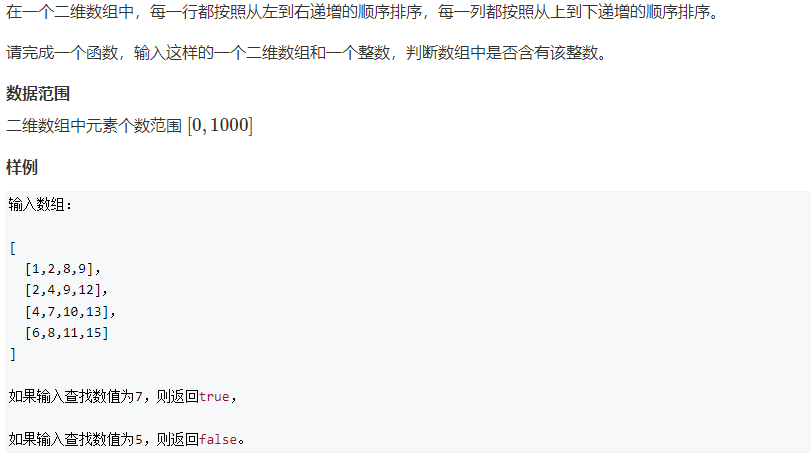 在一个二维数组中，每一行都按照从左到右递增的顺序排序，每一列都按照从上到下递增的顺序排序。
请完成一个函数，输入这样的一个二维数组和一个整数，判断数组中是否含有该整数。
数据范围
二维数组中元素个数范围 [0, 1000]
样例
输入数组：
[
[1,2,8,9]，
[2,4,9,12]，
[4,7,10,13]，
[6,8,11,15]
]
如果输入查找数值为7，则返回true，
如果输入查找数值为5，则返回false。